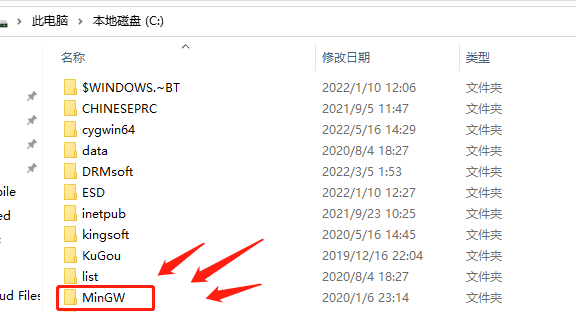 此电脑 › 本地磁盘 (C:) ›
名称 修改日期 类型
$WINDOWS.~BT 2022/1/10 12:06 文件夹
CHINESEPRC 2021/9/5 11:47 文件夹
cygwin64 2022/5/16 14:29 文件夹
data 2020/8/4 18:27 文件夹
DRMsoft 2022/3/5 1:53 文件夹
ESD 2022/1/10 12:27 文件夹
pile
inetpub 2021/9/23 10:25 文件夹
ed
kingsoft 2020/5/16 14:45 文件夹
KuGou 2019/12/16 22:04 文件夹
list 2020/8/4 18:27 文件夹
ud Files
MinGW 2020/1/6 23:14 文件夹